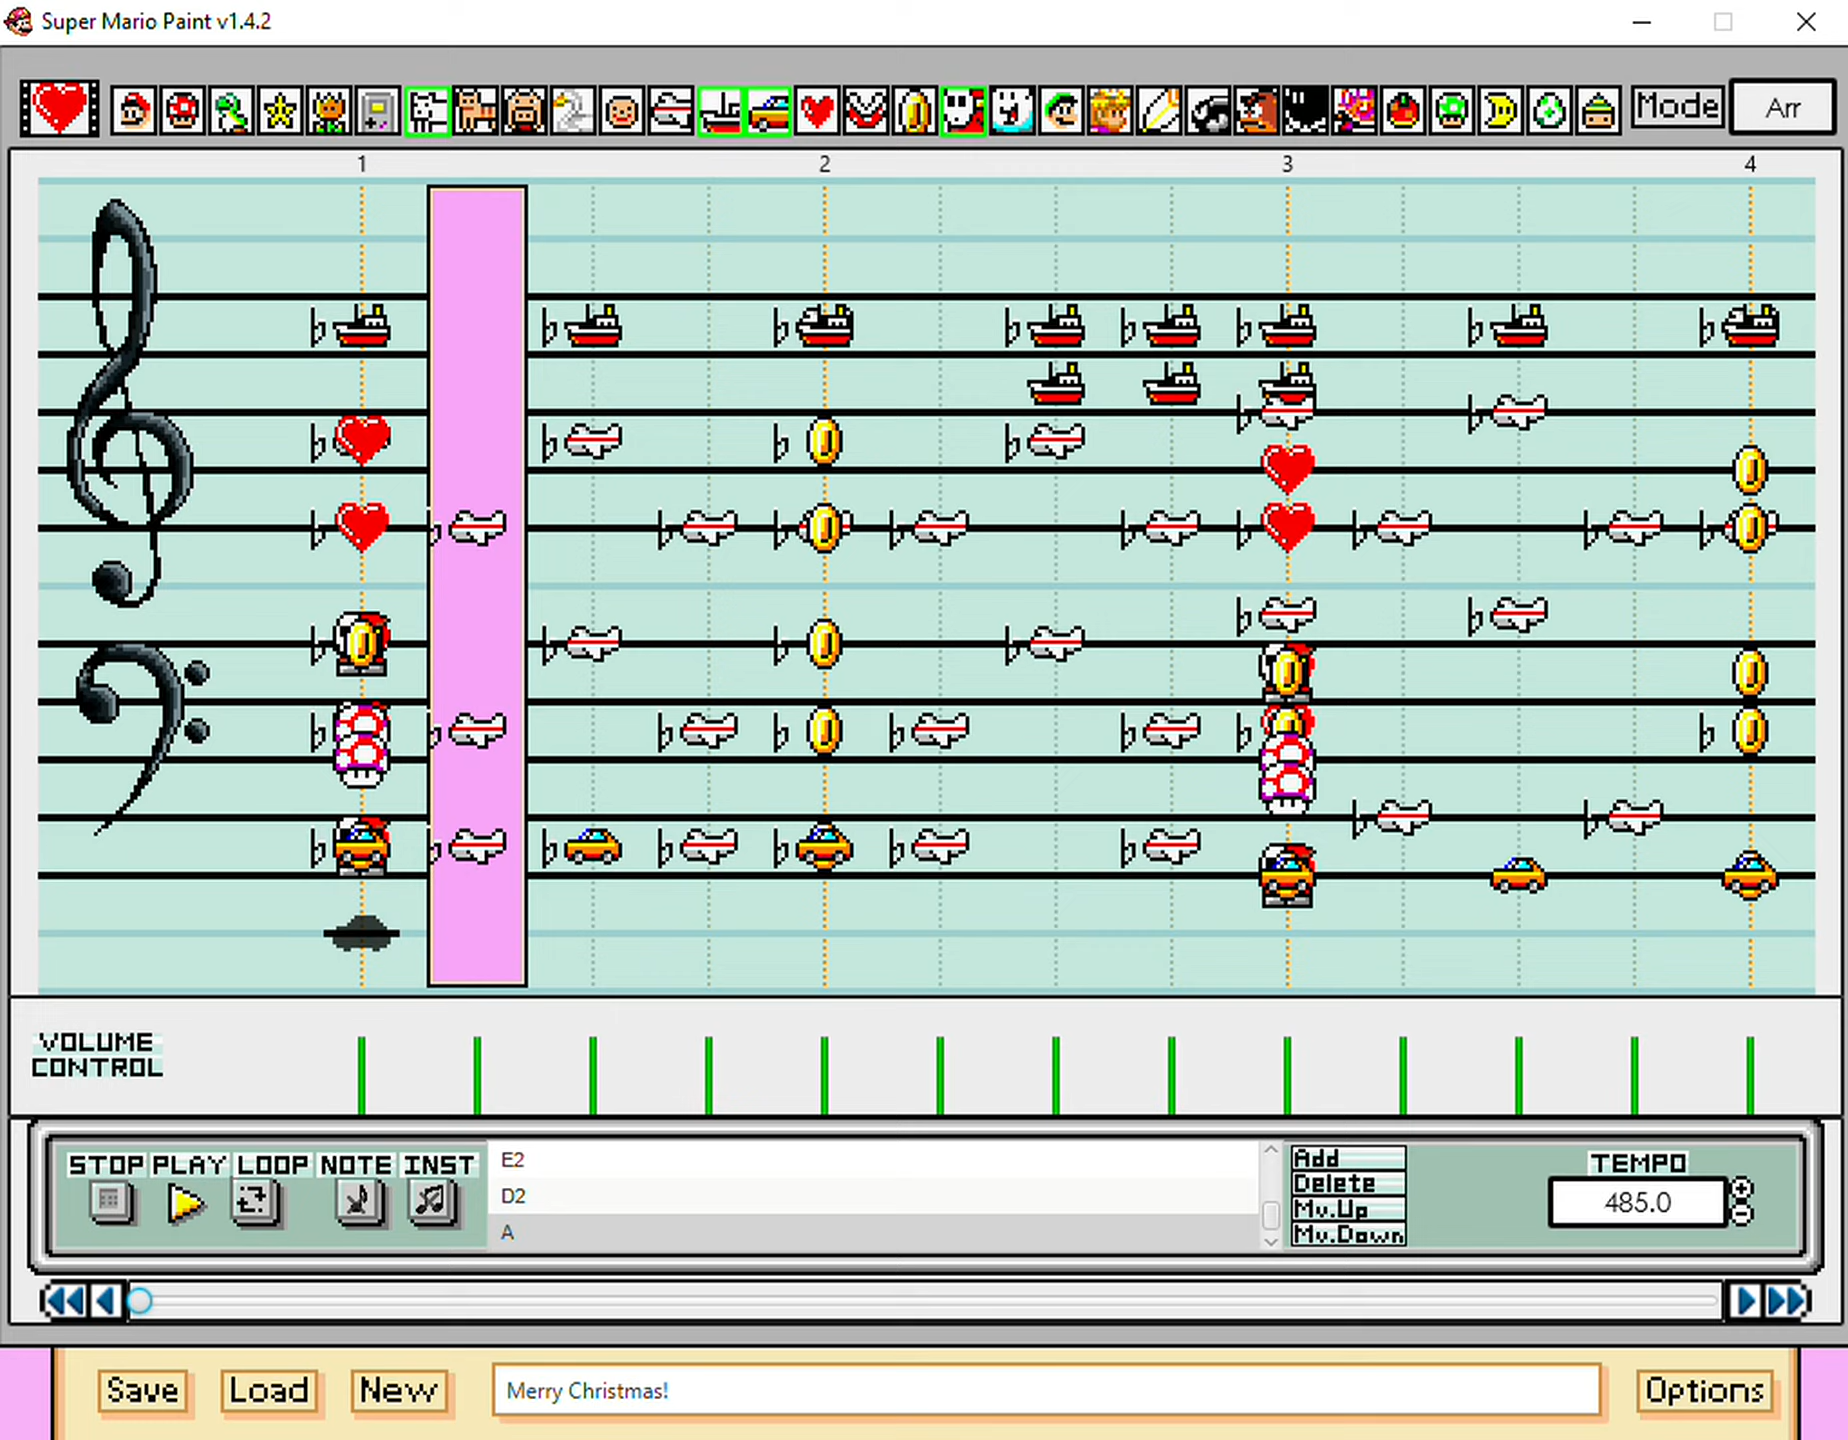 Super Mario Paint v1.4.2
Mode
Arr
1 2 3 4
VOLUME
CONTROL
STOP PLAY LOOP NOTE INST
E2
D2
A
Add
Delete
Mv.Up
Mv.Down
TEMPO
485.0
Save
Load
New
Merry Christmas!
Options